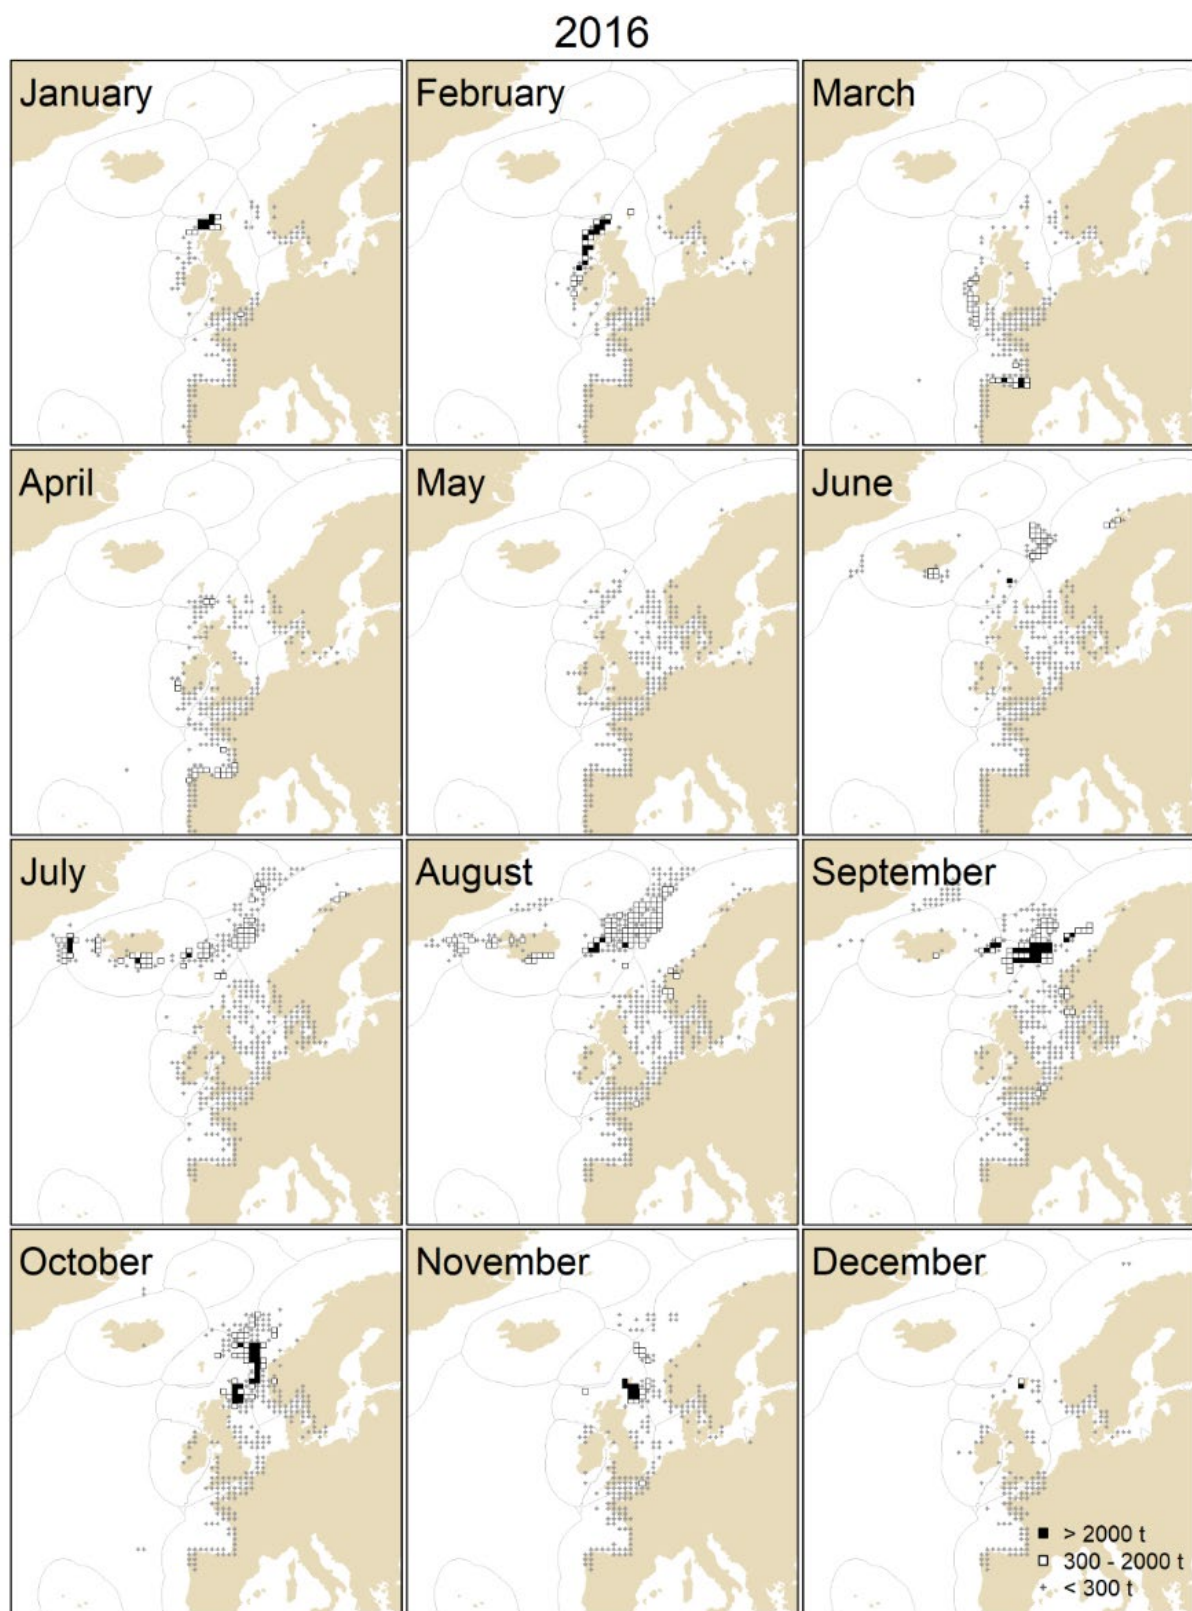 2016
January
February
March
April
May
June
July
August
September
October
November
December
> 2000 t
300 - 2000 t
< 300 t